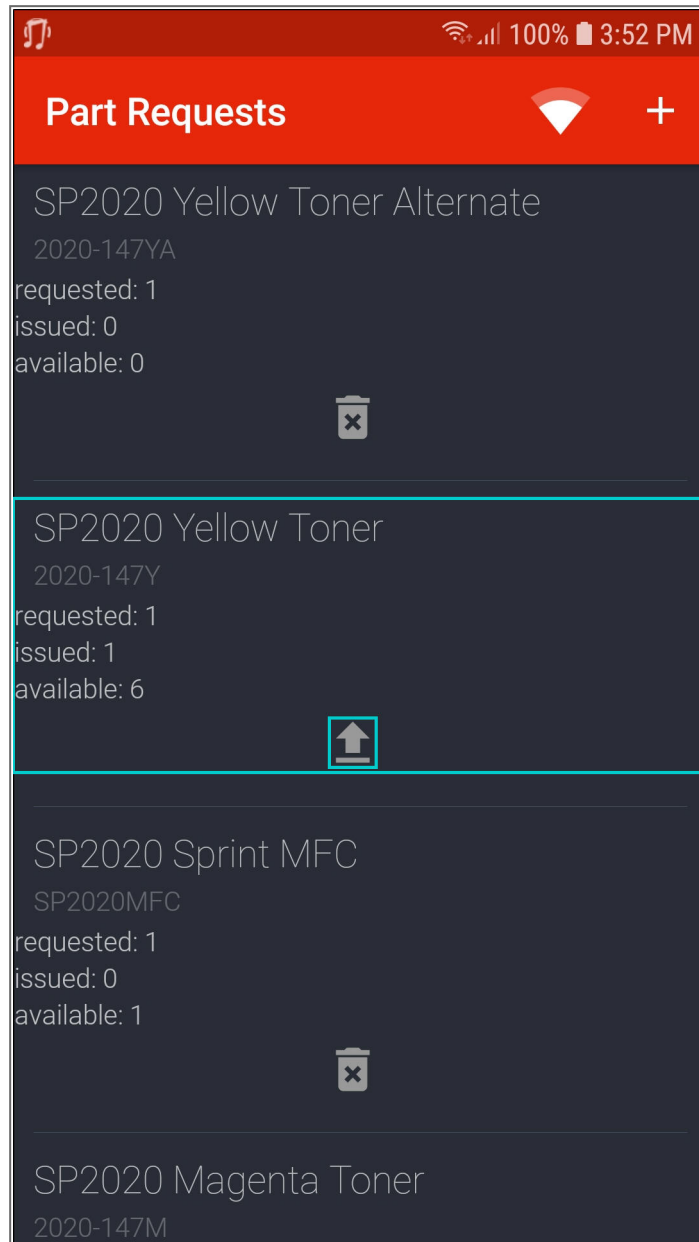 100% 3:52 PM
Part Requests +
SP2020 Yellow Toner Alternate
2020-147YA
requested: 1
issued: 0
available: 0
SP2020 Yellow Toner
2020-147Y
requested: 1
issued: 1
available: 6
SP2020 Sprint MFC
SP2020MFC
requested: 1
issued: 0
available: 1
SP2020 Magenta Toner
2020-147M